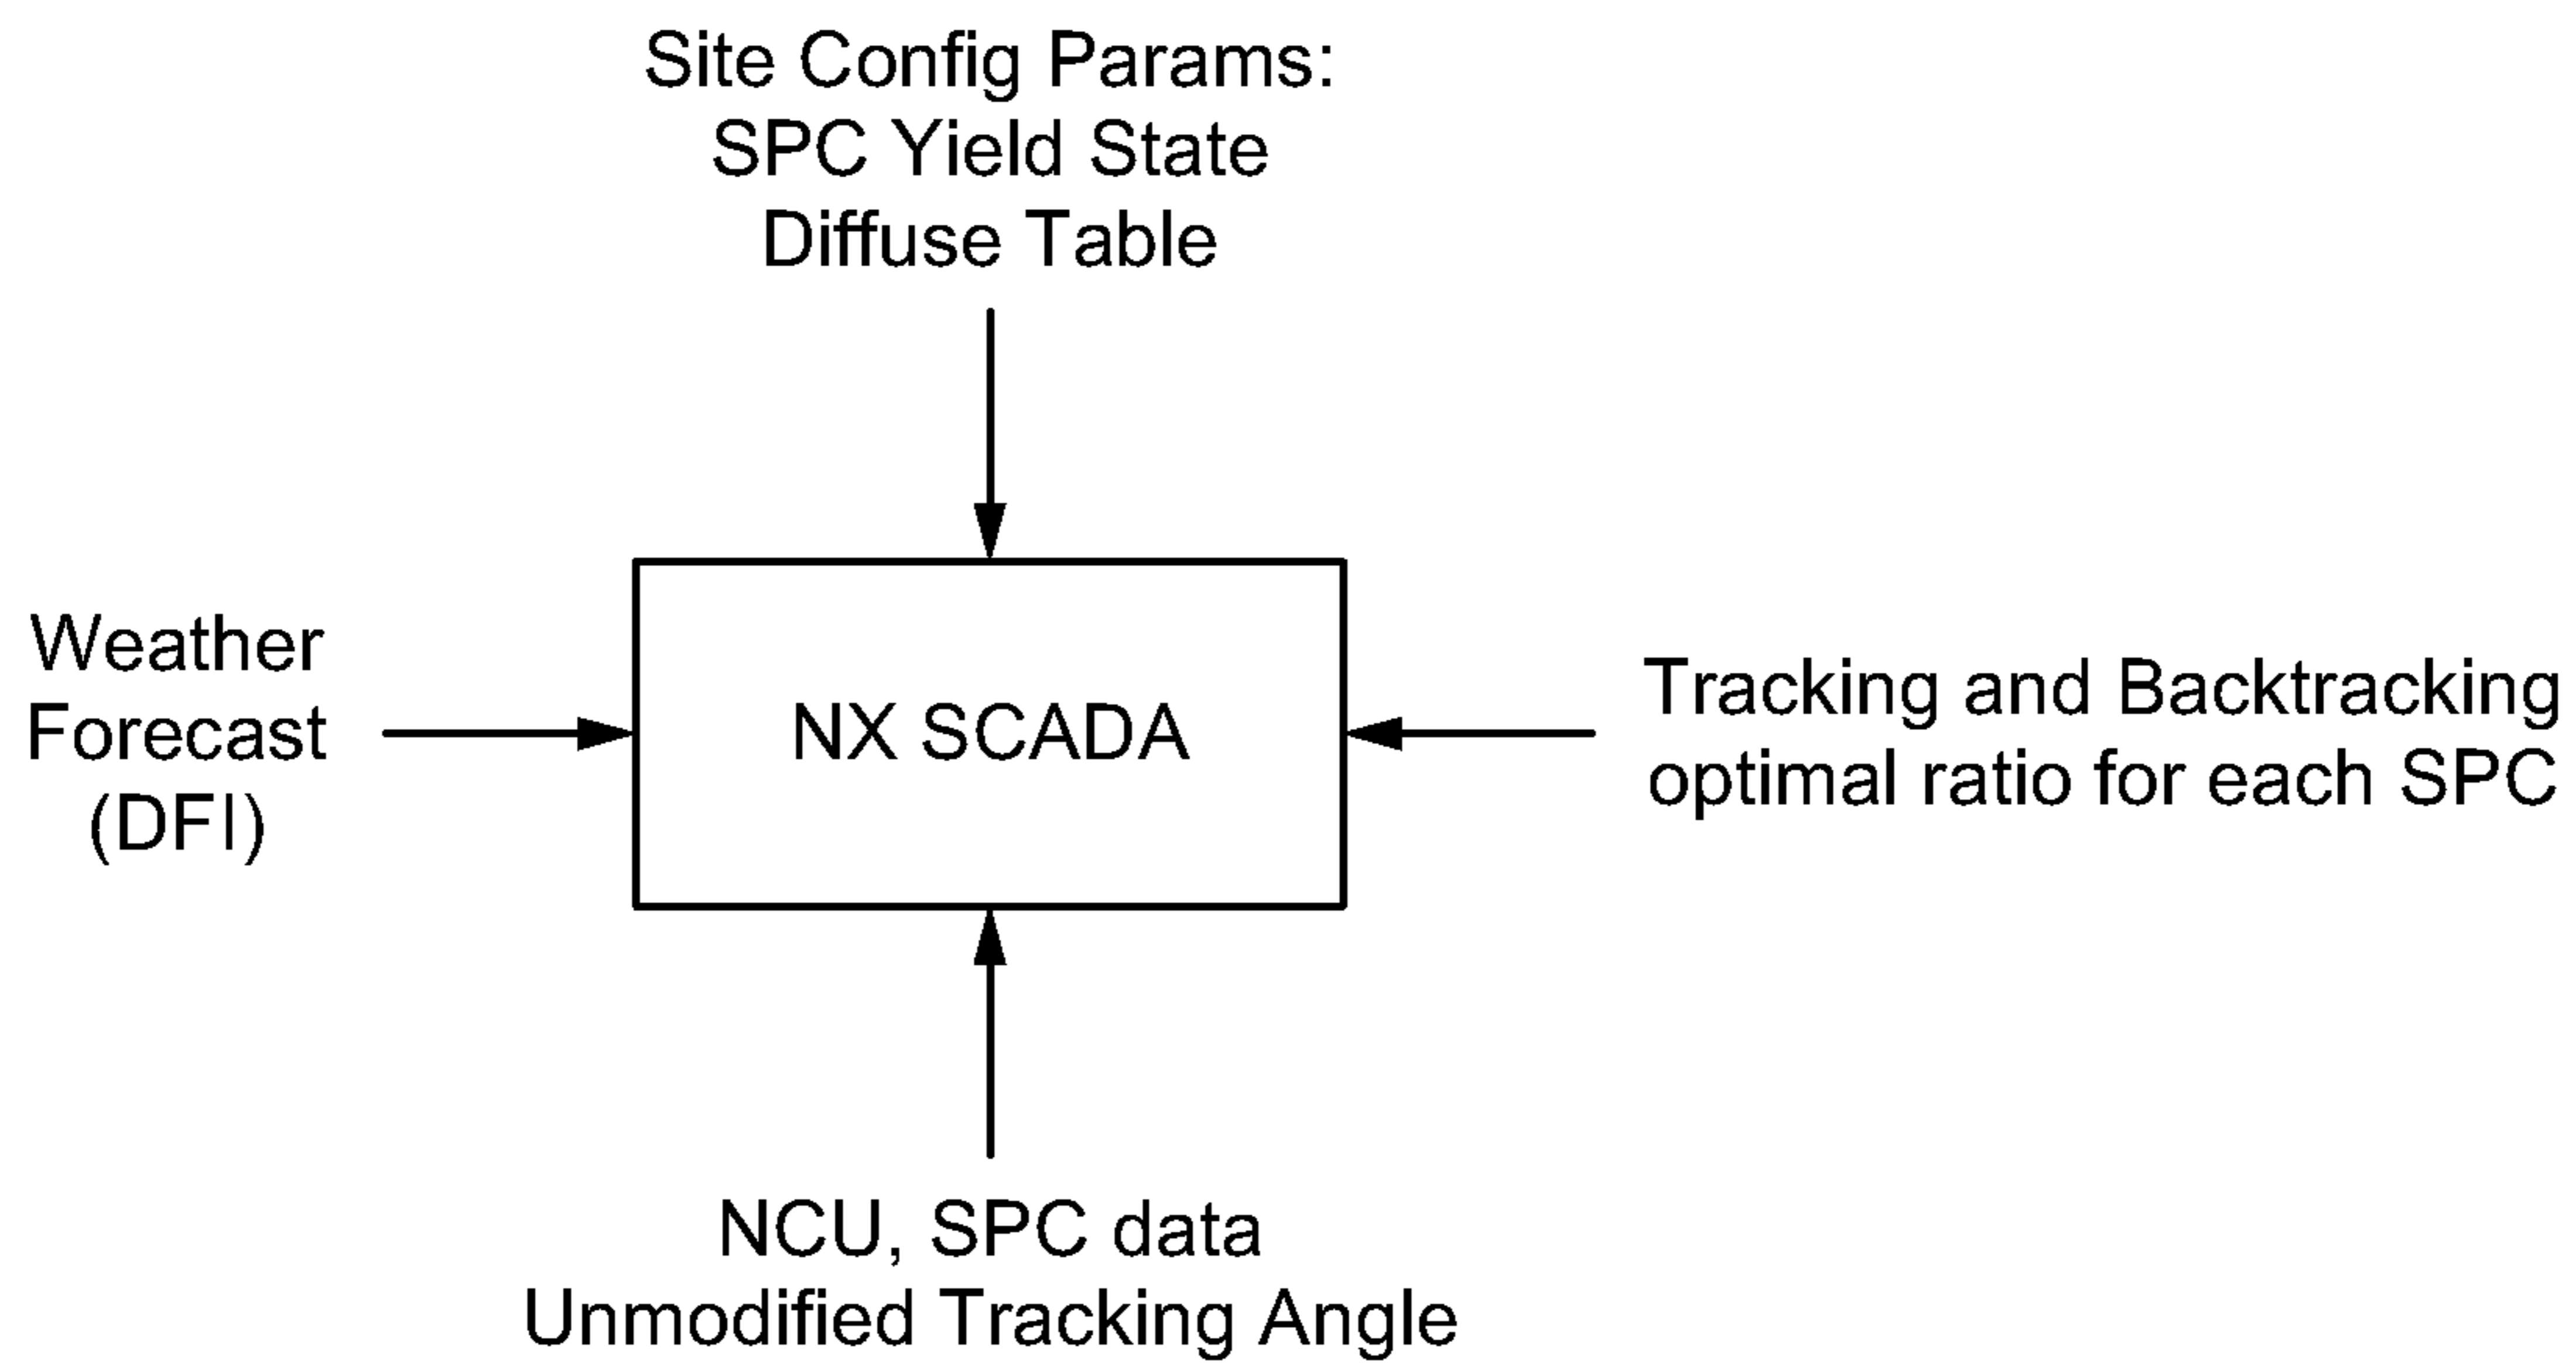 Site Config Params:
SPC Yield State
Diffuse Table
Weather
Forecast
(DFI)
NX SCADA
Tracking and Backtracking
optimal ratio for each SPC
NCU, SPC data
Unmodified Tracking Angle